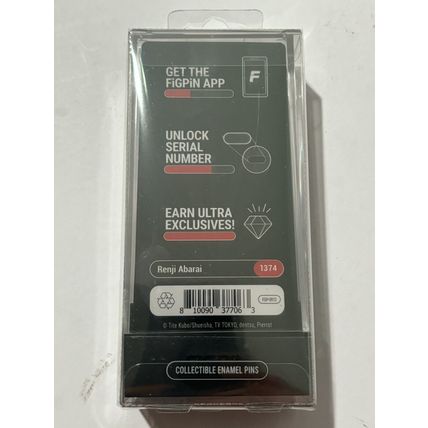 GET THE
FiGPiN APP
F
UNLOCK
SERIAL
NUMBER
EARN ULTRA
EXCLUSIVES!
Renji Abarai
1374
8 10090 37706 3
© Tite Kubo/Shueisha, TV TOKYO, dentsu, Pierrot
COLLECTIBLE ENAMEL PINS